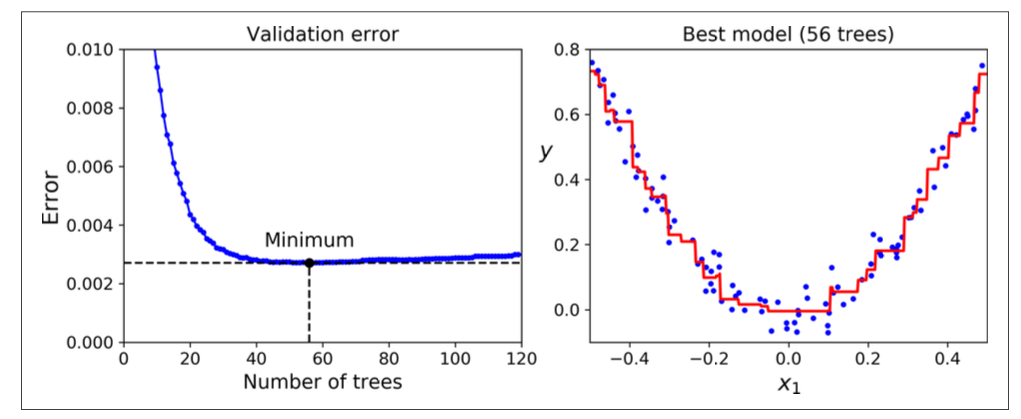 Validation error
0.010
0.008
0.006
0.004
0.002
0.000
Error
Minimum
0 20 40 60 80 100 120
Number of trees
Best model (56 trees)
0.8
0.6
0.4
0.2
0.0
y
−0.4 −0.2 0.0 0.2 0.4
x₁